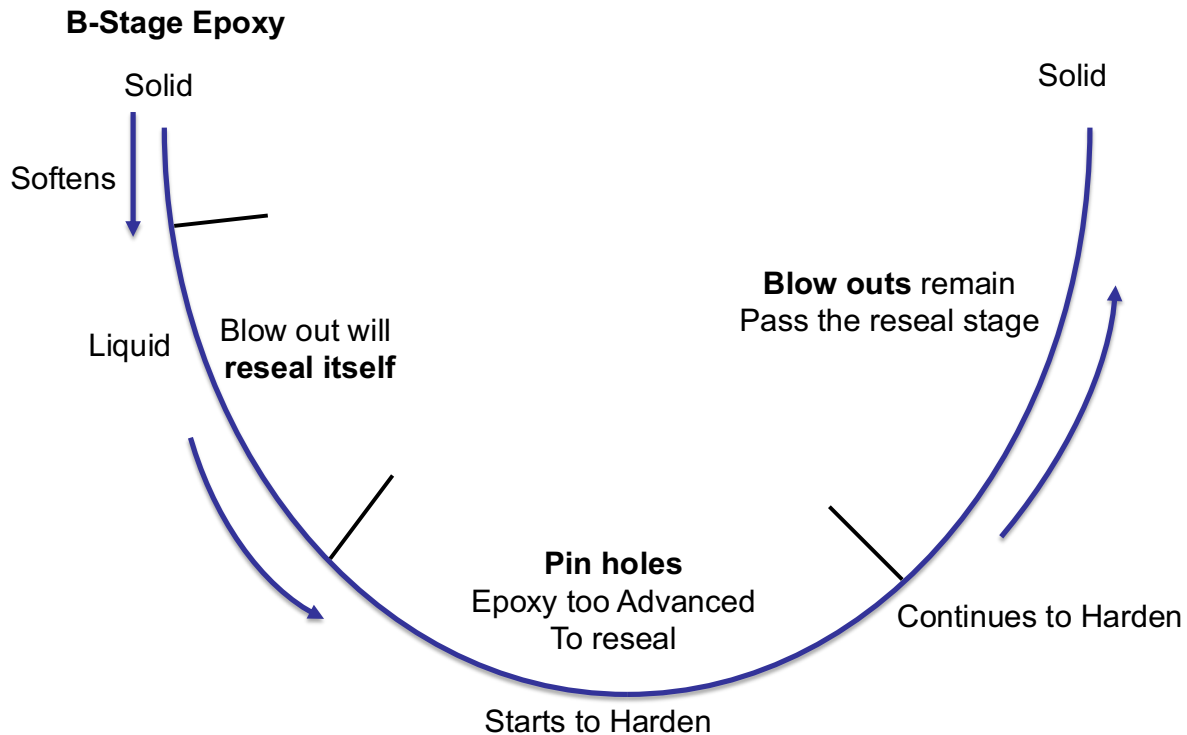 B-Stage Epoxy
Solid
Solid
Softens
Blow outs remain
Pass the reseal stage
Liquid
Blow out will
reseal itself
Pin holes
Epoxy too Advanced
To reseal
Continues to Harden
Starts to Harden